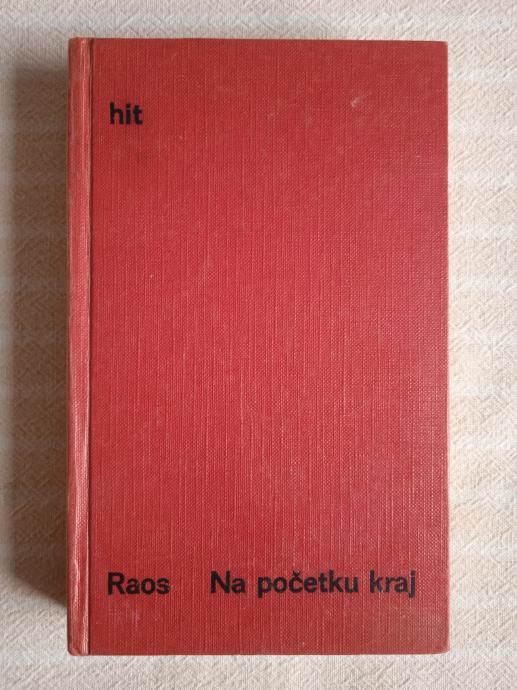 hit
Raos Na početku kraj